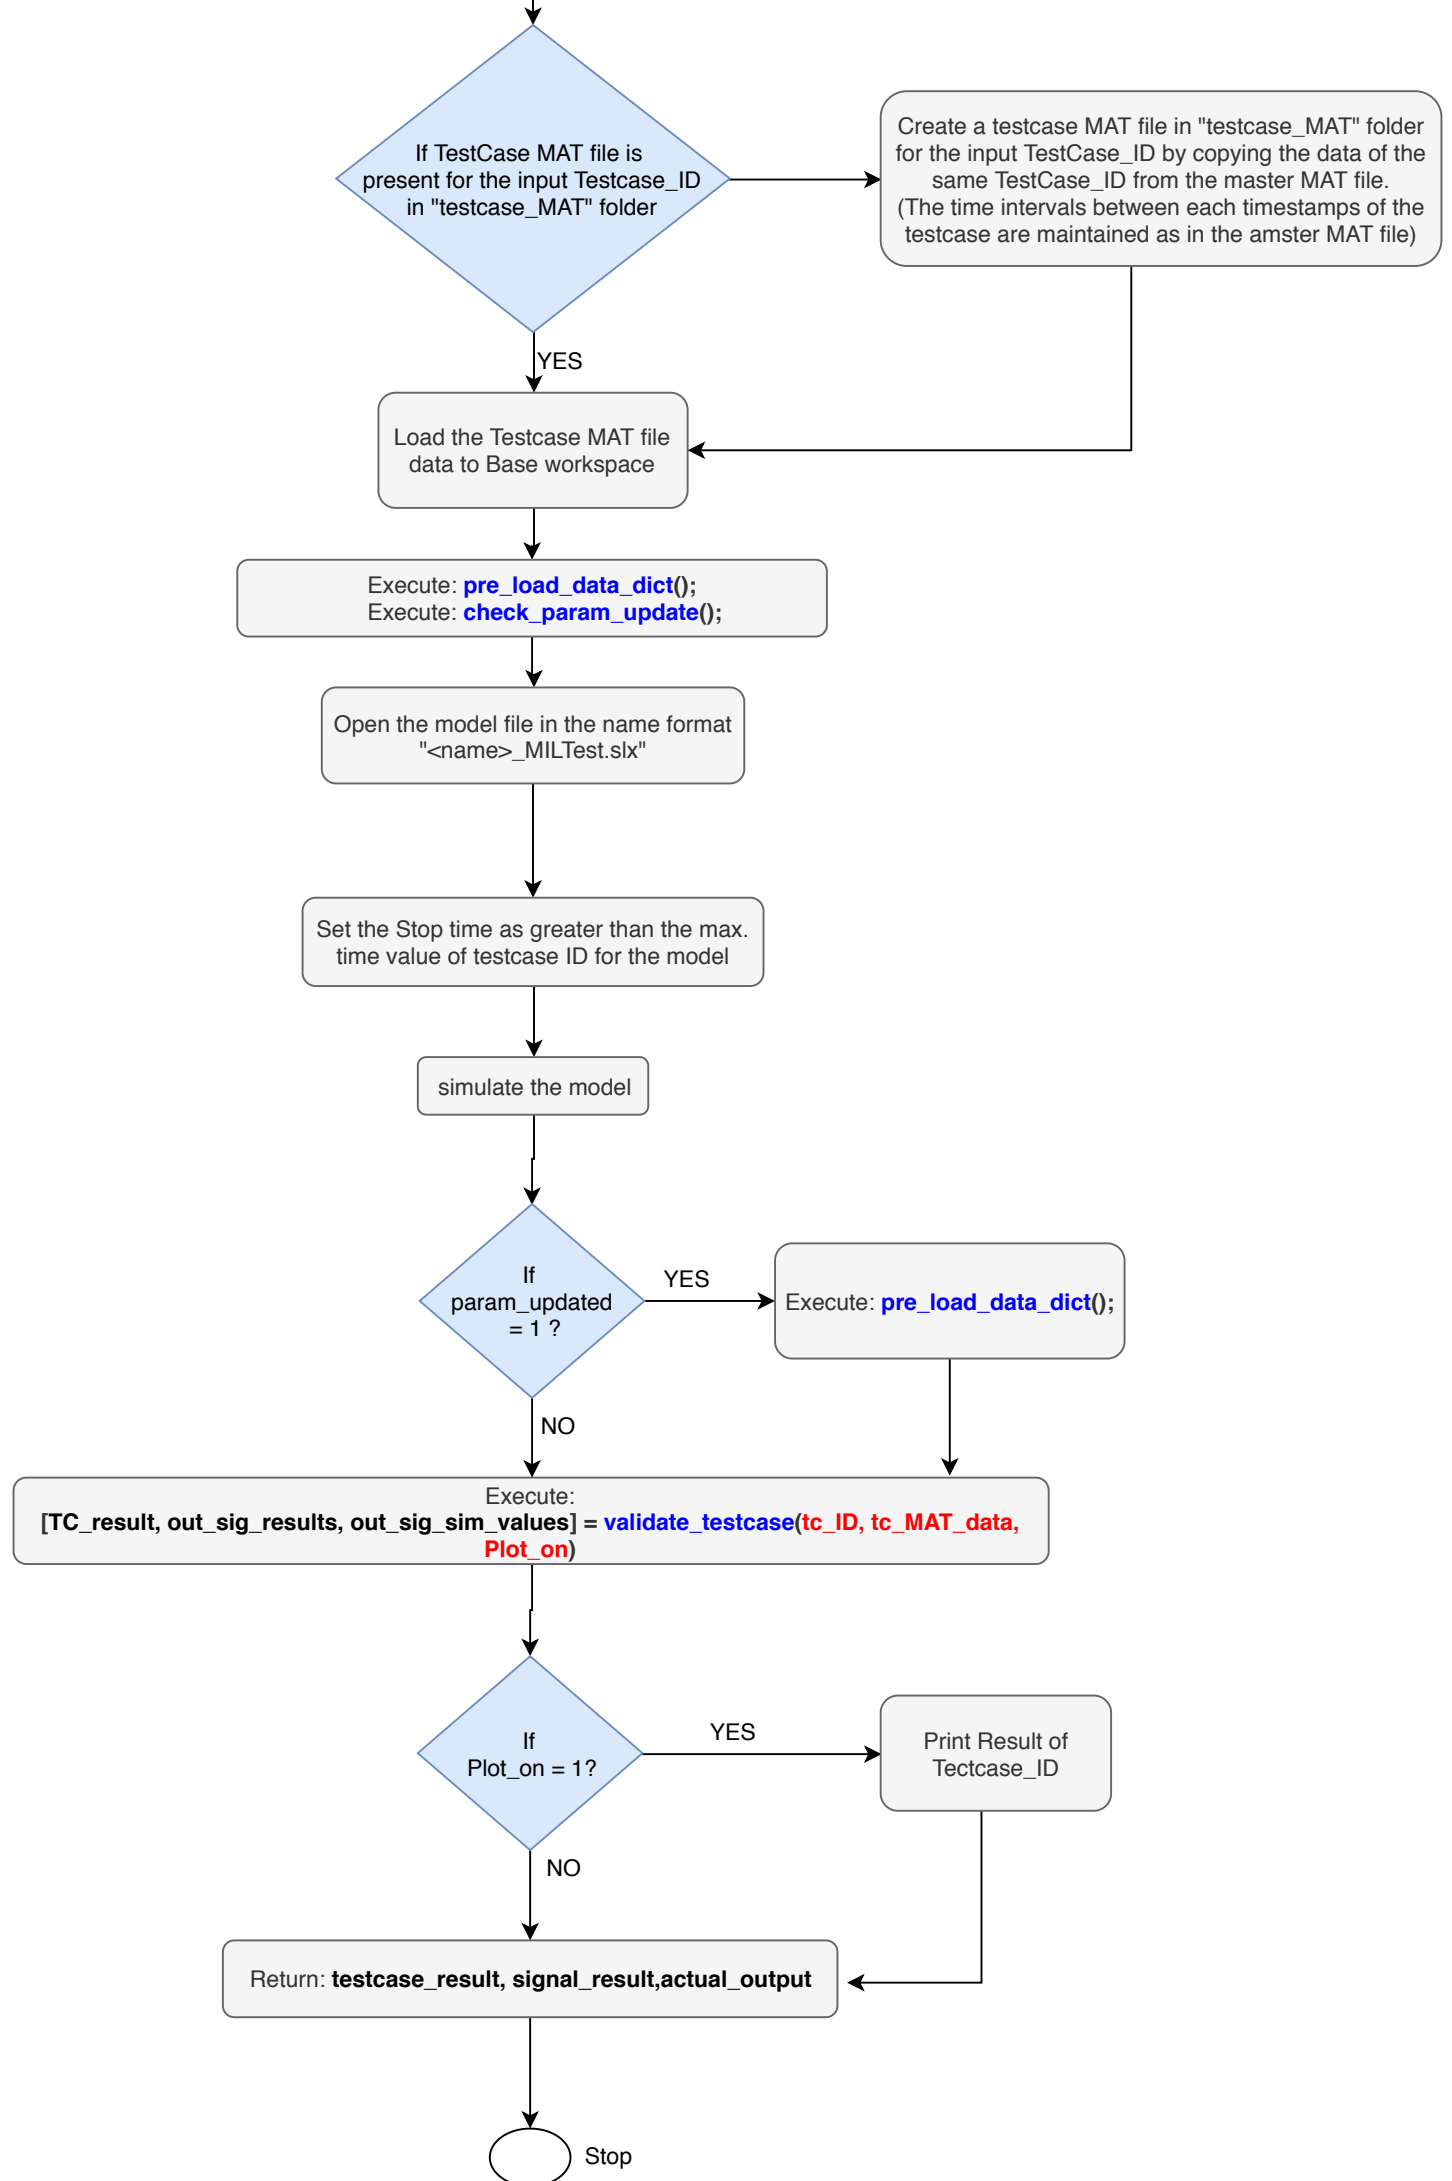 If TestCase MAT file is
present for the input Testcase_ID
in "testcase_MAT" folder
Create a testcase MAT file in "testcase_MAT" folder
for the input TestCase_ID by copying the data of the
same TestCase_ID from the master MAT file.
(The time intervals between each timestamps of the
testcase are maintained as in the amster MAT file)
YES
Load the Testcase MAT file
data to Base workspace
Execute: pre_load_data_dict();
Execute: check_param_update();
Open the model file in the name format
"<name>_MILTest.slx"
Set the Stop time as greater than the max.
time value of testcase ID for the model
simulate the model
If
param_updated
= 1 ?
YES
Execute: pre_load_data_dict();
NO
Execute:
[TC_result, out_sig_results, out_sig_sim_values] = validate_testcase(tc_ID, tc_MAT_data,
Plot_on)
If
Plot_on = 1?
YES
Print Result of
Tectcase_ID
NO
Return: testcase_result, signal_result,actual_output
Stop